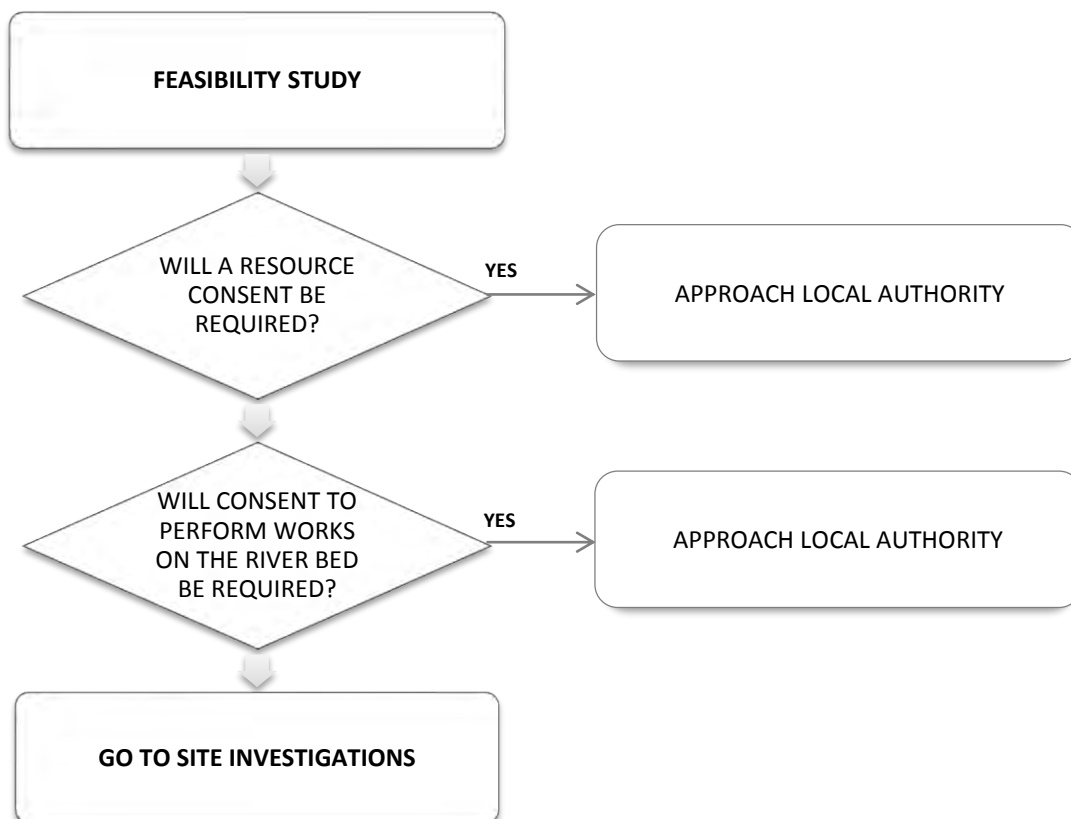 FEASIBILITY STUDY
WILL A RESOURCE
CONSENT BE
REQUIRED?
YES
APPROACH LOCAL AUTHORITY
WILL CONSENT TO
PERFORM WORKS
ON THE RIVER BED
BE REQUIRED?
YES
APPROACH LOCAL AUTHORITY
GO TO SITE INVESTIGATIONS